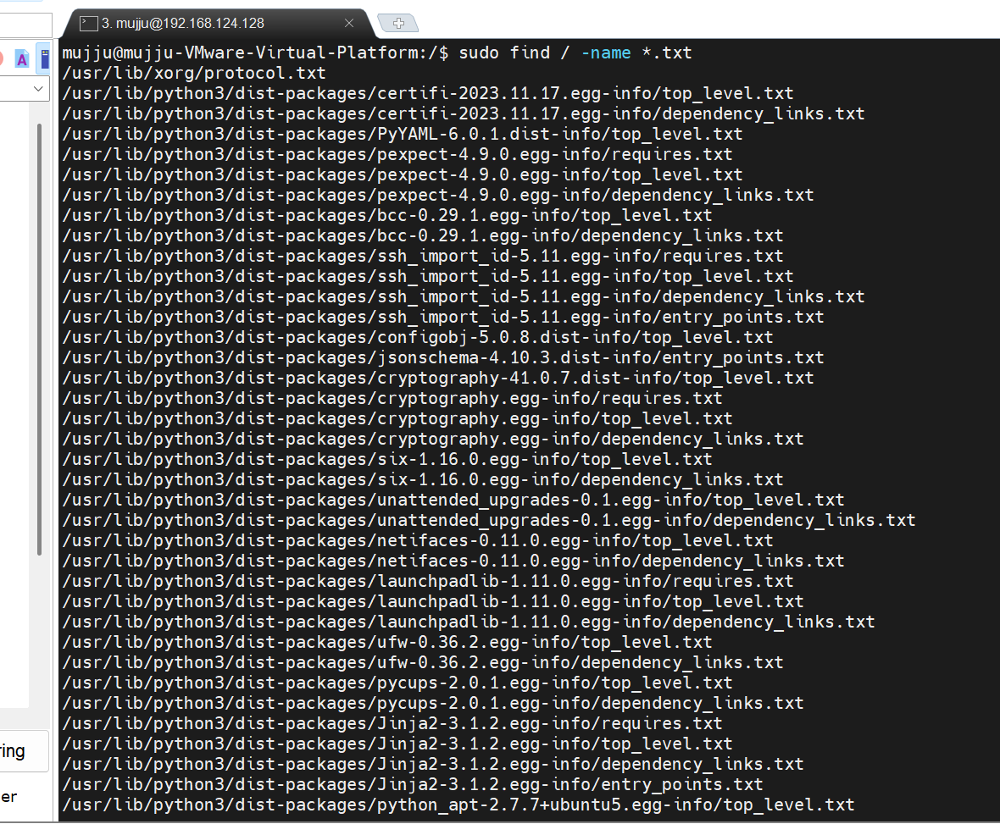 3. mujju@192.168.124.128
A
mujju@mujju-VMware-Virtual-Platform:/$ sudo find / -name *.txt
/usr/lib/xorg/protocol.txt
/usr/lib/python3/dist-packages/certifi-2023.11.17.egg-info/top_level.txt
/usr/lib/python3/dist-packages/certifi-2023.11.17.egg-info/dependency_links.txt
/usr/lib/python3/dist-packages/PyYAML-6.0.1.dist-info/top_level.txt
/usr/lib/python3/dist-packages/pexpect-4.9.0.egg-info/requires.txt
/usr/lib/python3/dist-packages/pexpect-4.9.0.egg-info/top_level.txt
/usr/lib/python3/dist-packages/pexpect-4.9.0.egg-info/dependency_links.txt
/usr/lib/python3/dist-packages/bcc-0.29.1.egg-info/top_level.txt
/usr/lib/python3/dist-packages/bcc-0.29.1.egg-info/dependency_links.txt
/usr/lib/python3/dist-packages/ssh_import_id-5.11.egg-info/requires.txt
/usr/lib/python3/dist-packages/ssh_import_id-5.11.egg-info/top_level.txt
/usr/lib/python3/dist-packages/ssh_import_id-5.11.egg-info/dependency_links.txt
/usr/lib/python3/dist-packages/ssh_import_id-5.11.egg-info/entry_points.txt
/usr/lib/python3/dist-packages/configobj-5.0.8.dist-info/top_level.txt
/usr/lib/python3/dist-packages/jsonschema-4.10.3.dist-info/entry_points.txt
/usr/lib/python3/dist-packages/cryptography-41.0.7.dist-info/top_level.txt
/usr/lib/python3/dist-packages/cryptography.egg-info/requires.txt
/usr/lib/python3/dist-packages/cryptography.egg-info/top_level.txt
/usr/lib/python3/dist-packages/cryptography.egg-info/dependency_links.txt
/usr/lib/python3/dist-packages/six-1.16.0.egg-info/top_level.txt
/usr/lib/python3/dist-packages/six-1.16.0.egg-info/dependency_links.txt
/usr/lib/python3/dist-packages/unattended_upgrades-0.1.egg-info/top_level.txt
/usr/lib/python3/dist-packages/unattended_upgrades-0.1.egg-info/dependency_links.txt
/usr/lib/python3/dist-packages/netifaces-0.11.0.egg-info/top_level.txt
/usr/lib/python3/dist-packages/netifaces-0.11.0.egg-info/dependency_links.txt
/usr/lib/python3/dist-packages/launchpadlib-1.11.0.egg-info/requires.txt
/usr/lib/python3/dist-packages/launchpadlib-1.11.0.egg-info/top_level.txt
/usr/lib/python3/dist-packages/launchpadlib-1.11.0.egg-info/dependency_links.txt
/usr/lib/python3/dist-packages/ufw-0.36.2.egg-info/top_level.txt
/usr/lib/python3/dist-packages/ufw-0.36.2.egg-info/dependency_links.txt
/usr/lib/python3/dist-packages/pycups-2.0.1.egg-info/top_level.txt
/usr/lib/python3/dist-packages/pycups-2.0.1.egg-info/dependency_links.txt
/usr/lib/python3/dist-packages/Jinja2-3.1.2.egg-info/requires.txt
/usr/lib/python3/dist-packages/Jinja2-3.1.2.egg-info/top_level.txt
/usr/lib/python3/dist-packages/Jinja2-3.1.2.egg-info/dependency_links.txt
/usr/lib/python3/dist-packages/Jinja2-3.1.2.egg-info/entry_points.txt
/usr/lib/python3/dist-packages/python_apt-2.7.7+ubuntu5.egg-info/top_level.txt
ring
er